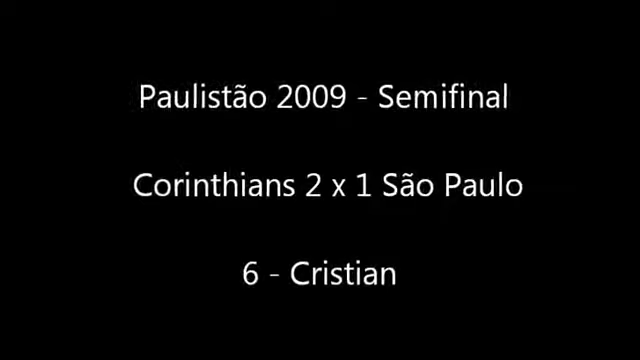 Paulistão 2009 - Semifinal
Corinthians 2 x 1 São Paulo
6 - Cristian